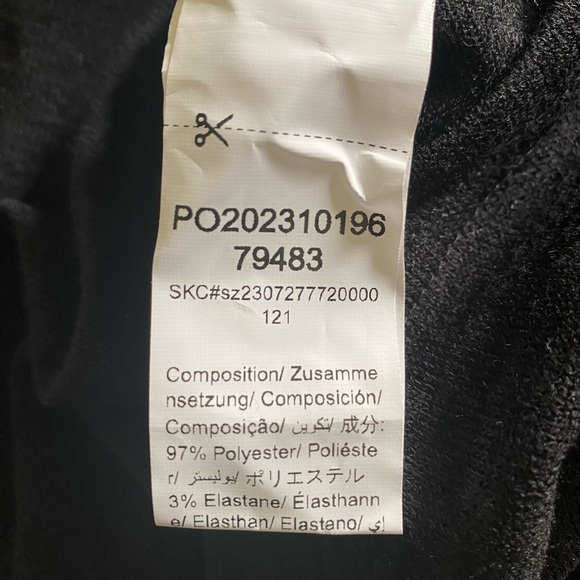 PO202310196
79483
SKC#sz2307277720000
121
Composition/ Zusamme
nsetzung/ Composición/
Composição/ تكوين/ 成分:
97% Polyester/ Poliéste
r/ بوليستر/ ポリエステル
3% Elastane/ Élasthann
e/ Elasthan/ Elastano/